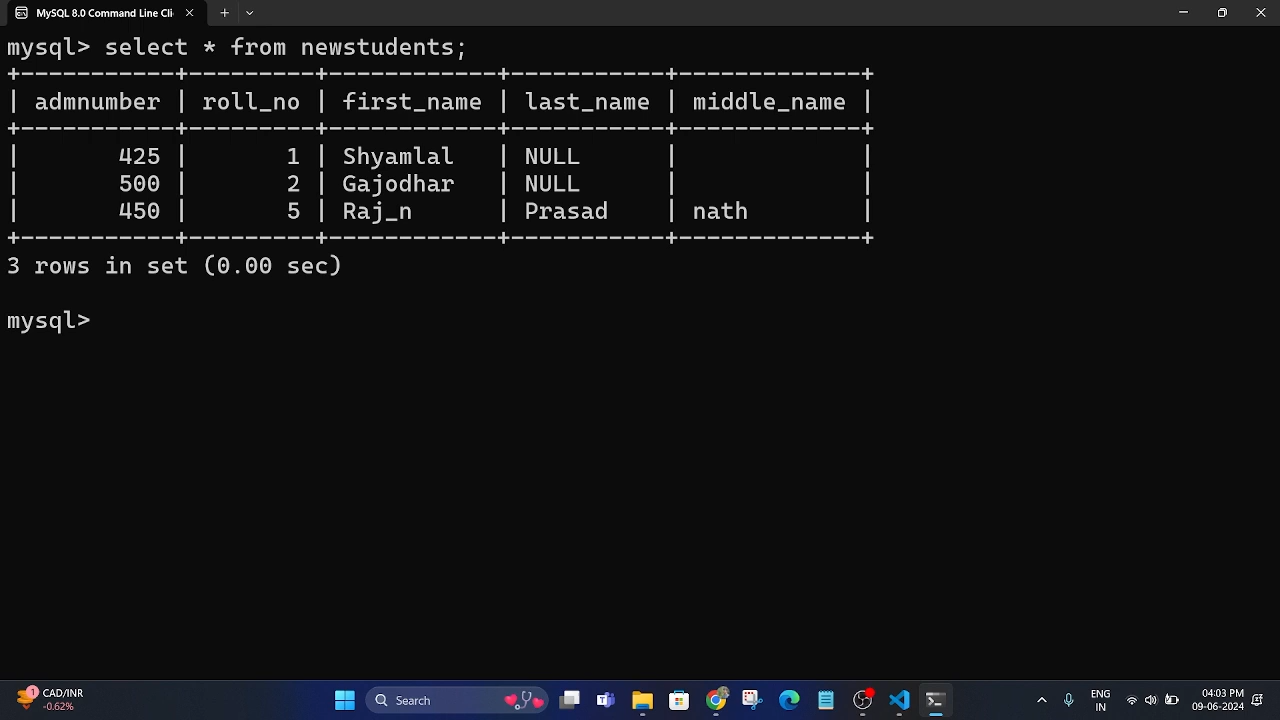 MySQL 8.0 Command Line Cli
mysql> select * from newstudents;
+-----------+---------+------------+-----------+-------------+
| admnumber | roll_no | first_name | last_name | middle_name |
+-----------+---------+------------+-----------+-------------+
|       425 |       1 | Shyamlal   | NULL      |             |
|       500 |       2 | Gajodhar   | NULL      |             |
|       450 |       5 | Raj_n      | Prasad    | nath        |
+-----------+---------+------------+-----------+-------------+
3 rows in set (0.00 sec)
mysql>
1
CAD/INR
-0.62%
Search
ENG
IN
04:03 PM
09-06-2024